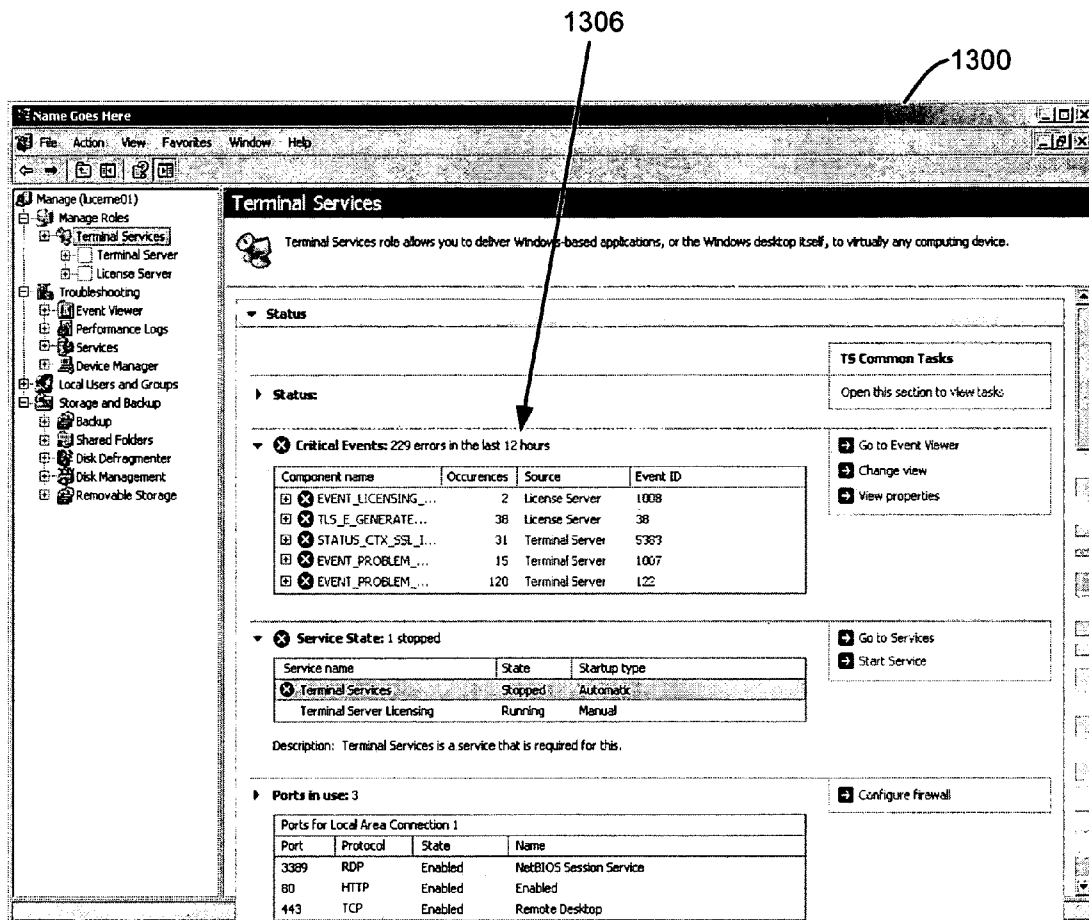 1306
1300
Name Goes Here
File Action View Favorites Window Help
Manage (lucerne01)
Manage Roles
Terminal Services
Terminal Server
License Server
Troubleshooting
Event Viewer
Performance Logs
Services
Device Manager
Local Users and Groups
Storage and Backup
Backup
Shared Folders
Disk Defragmenter
Disk Management
Removable Storage
Terminal Services
Terminal Services role allows you to deliver Windows-based applications, or the Windows desktop itself, to virtually any computing device.
Status
TS Common Tasks
Open this section to view tasks
Status:
Critical Events: 229 errors in the last 12 hours
Component name Occurences Source Event ID
EVENT_LICENSING_... 2 License Server 1008
TLS_E_GENERATE... 38 License Server 38
STATUS_CTX_SSL_I... 31 Terminal Server 5383
EVENT_PROBLEM_... 15 Terminal Server 1007
EVENT_PROBLEM_... 120 Terminal Server 122
Go to Event Viewer
Change view
View properties
Service State: 1 stopped
Service name State Startup type
Terminal Services Stopped Automatic
Terminal Server Licensing Running Manual
Description: Terminal Services is a service that is required for this.
Go to Services
Start Service
Ports in use: 3
Configure firewall
Ports for Local Area Connection 1
Port Protocol State Name
3389 RDP Enabled NetBIOS Session Service
80 HTTP Enabled Enabled
443 TCP Enabled Remote Desktop